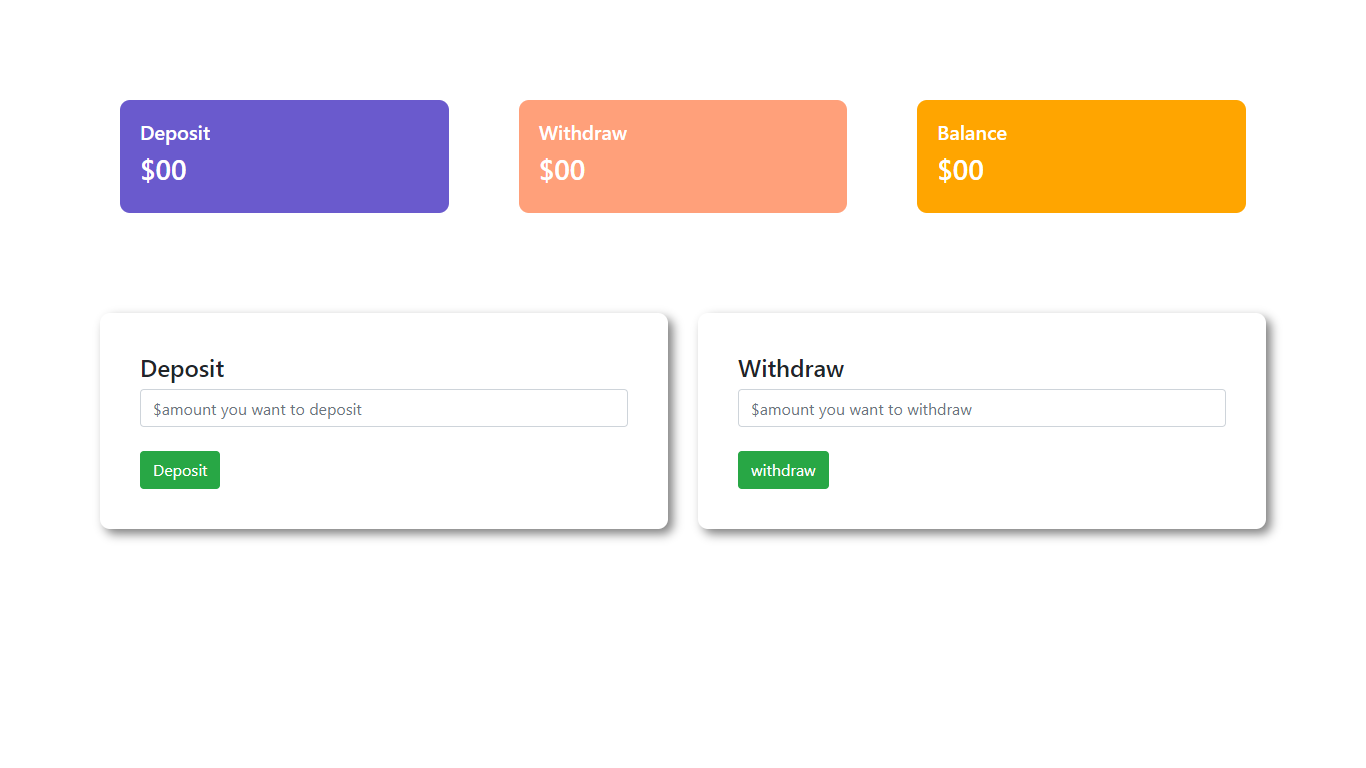 Deposit
$00
Withdraw
$00
Balance
$00
Deposit
$amount you want to deposit
Deposit
Withdraw
$amount you want to withdraw
withdraw